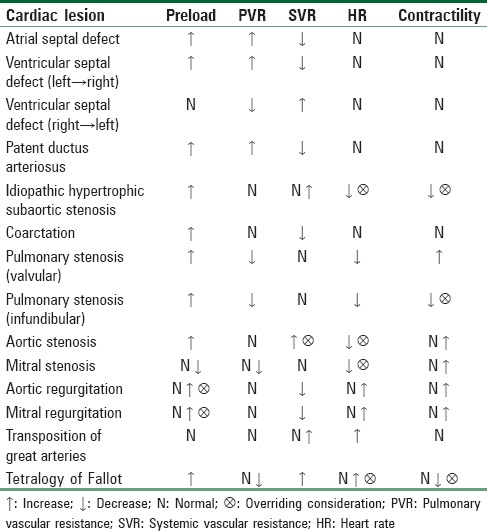 Cardiac lesion Preload PVR SVR HR Contractility
Atrial septal defect ↑ ↑ ↓ N N
Ventricular septal ↑ ↑ ↓ N N
defect (left→right)
Ventricular septal N ↓ ↑ N N
defect (right→left)
Patent ductus ↑ ↑ ↓ N N
arteriosus
Idiopathic hypertrophic ↑ N N↑ ↓⊗ ↓⊗
subaortic stenosis
Coarctation ↑ N ↓ N N
Pulmonary stenosis ↑ ↓ N ↓ ↑
(valvular)
Pulmonary stenosis ↑ ↓ N ↓ ↓⊗
(infundibular)
Aortic stenosis ↑ N ↑⊗ ↓⊗ N↑
Mitral stenosis N↓ N↓ N ↓⊗ N↑
Aortic regurgitation N↑⊗ N ↓ N↑ N↑
Mitral regurgitation N↑⊗ N ↓ N↑ N↑
Transposition of N N N↑ ↑ N
great arteries
Tetralogy of Fallot ↑ N↓ ↑ N↑⊗ N↓⊗
↑: Increase; ↓: Decrease; N: Normal; ⊗: Overriding consideration; PVR: Pulmonary
vascular resistance; SVR: Systemic vascular resistance; HR: Heart rate